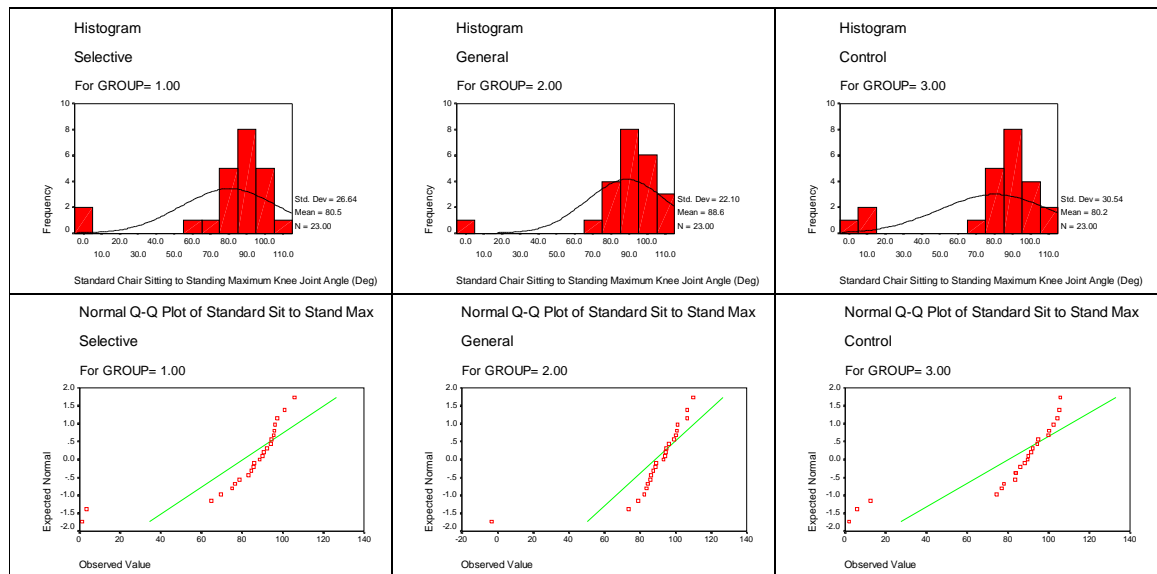 Histogram
Selective
For GROUP= 1.00
10
8
6
4
2
0
Frequency
Std. Dev = 26.64
Mean = 80.5
N = 23.00
0.0 20.0 40.0 60.0 80.0 100.0
10.0 30.0 50.0 70.0 90.0 110.0
Standard Chair Sitting to Standing Maximum Knee Joint Angle (Deg)
Histogram
General
For GROUP= 2.00
10
8
6
4
2
0
Frequency
Std. Dev = 22.10
Mean = 88.6
N = 23.00
0.0 20.0 40.0 60.0 80.0 100.0
10.0 30.0 50.0 70.0 90.0 110.0
Standard Chair Sitting to Standing Maximum Knee Joint Angle (Deg)
Histogram
Control
For GROUP= 3.00
10
8
6
4
2
0
Frequency
Std. Dev = 30.54
Mean = 80.2
N = 23.00
0.0 20.0 40.0 60.0 80.0 100.0
10.0 30.0 50.0 70.0 90.0 110.0
Standard Chair Sitting to Standing Maximum Knee Joint Angle (Deg)
Normal Q-Q Plot of Standard Sit to Stand Max
Selective
For GROUP= 1.00
2.0
1.5
1.0
.5
0.0
-.5
-1.0
-1.5
-2.0
Expected Normal
0 20 40 60 80 100 120 140
Observed Value
Normal Q-Q Plot of Standard Sit to Stand Max
General
For GROUP= 2.00
2.0
1.5
1.0
.5
0.0
-.5
-1.0
-1.5
-2.0
Expected Normal
-20 0 20 40 60 80 100 120 140
Observed Value
Normal Q-Q Plot of Standard Sit to Stand Max
Control
For GROUP= 3.00
2.0
1.5
1.0
.5
0.0
-.5
-1.0
-1.5
-2.0
Expected Normal
0 20 40 60 80 100 120 140
Observed Value